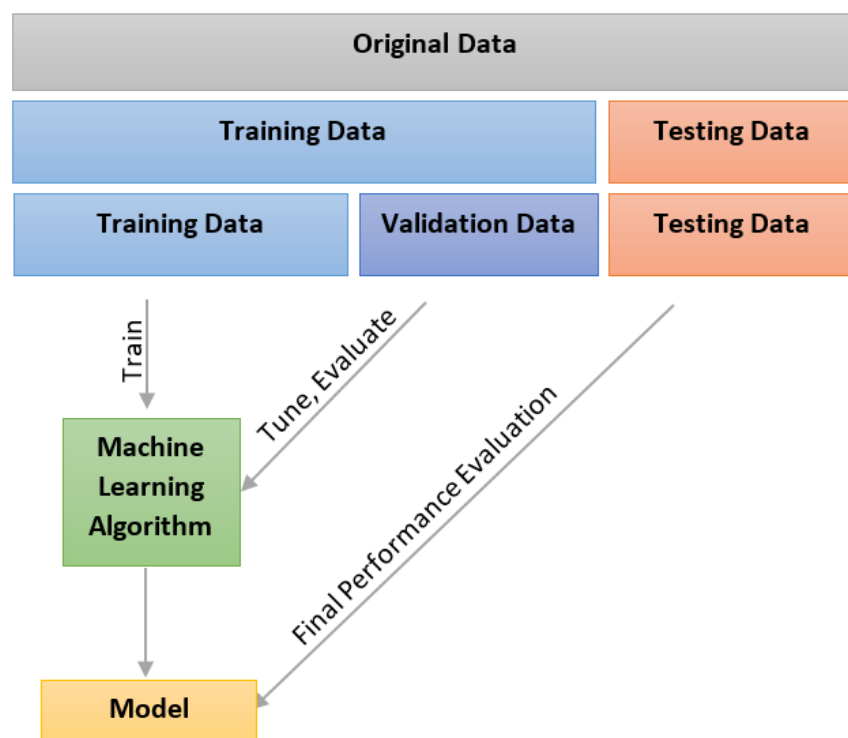 Original Data
Training Data
Testing Data
Training Data
Validation Data
Testing Data
Train
Tune, Evaluate
Final Performance Evaluation
Machine
Learning
Algorithm
Model